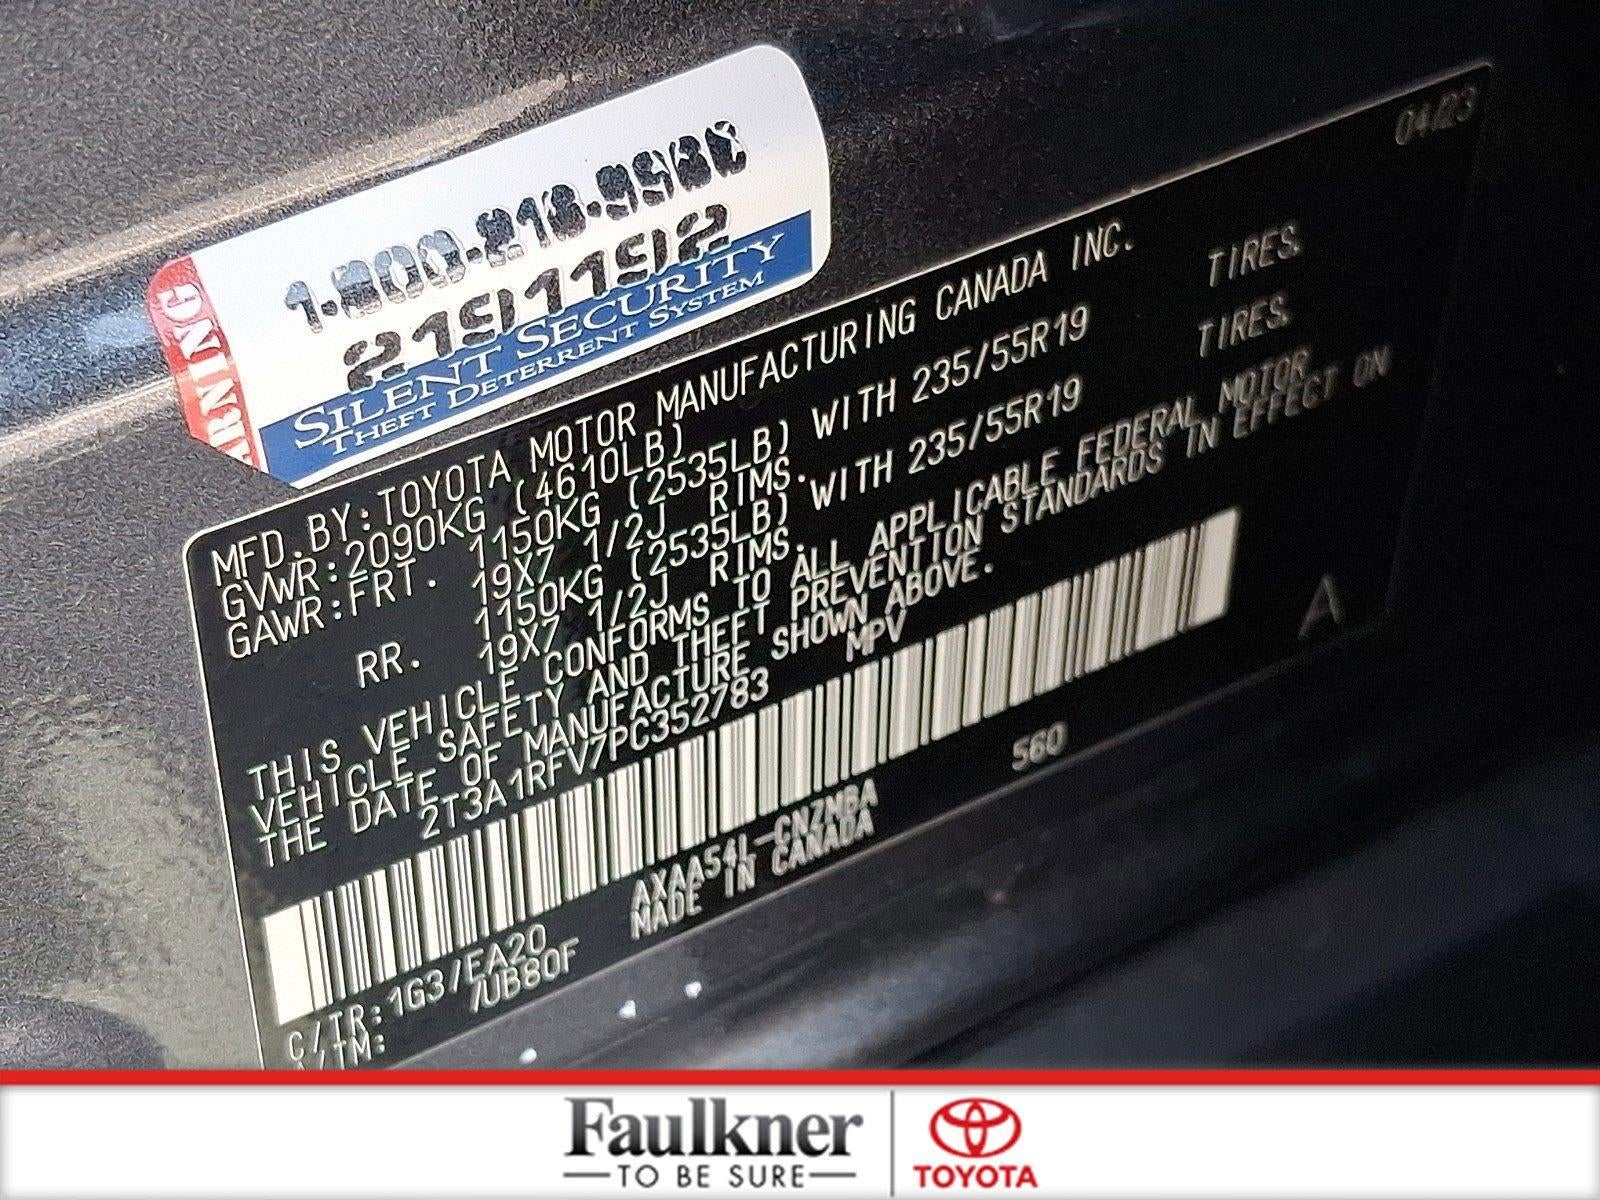 WARNING
1-800-218-9988
21911192
SILENT SECURITY
THEFT DETERRENT SYSTEM
04/23
MFD. BY: TOYOTA MOTOR MANUFACTURING CANADA INC.
GVWR: 2090KG (4610LB)
GAWR: FRT. 1150KG (2535LB) WITH 235/55R19 TIRES,
19X7 1/2J RIMS.
RR. 1150KG (2535LB) WITH 235/55R19 TIRES,
19X7 1/2J RIMS.
THIS VEHICLE CONFORMS TO ALL APPLICABLE FEDERAL MOTOR
VEHICLE SAFETY AND THEFT PREVENTION STANDARDS IN EFFECT ON
THE DATE OF MANUFACTURE SHOWN ABOVE.
2T3A1RFV7PC352783 MPV
A
C/TR: 1G3/EA20 AXAA54L-CNZMBA 560
A/TM: /UB80F MADE IN CANADA
Faulkner
TO BE SURE
TOYOTA